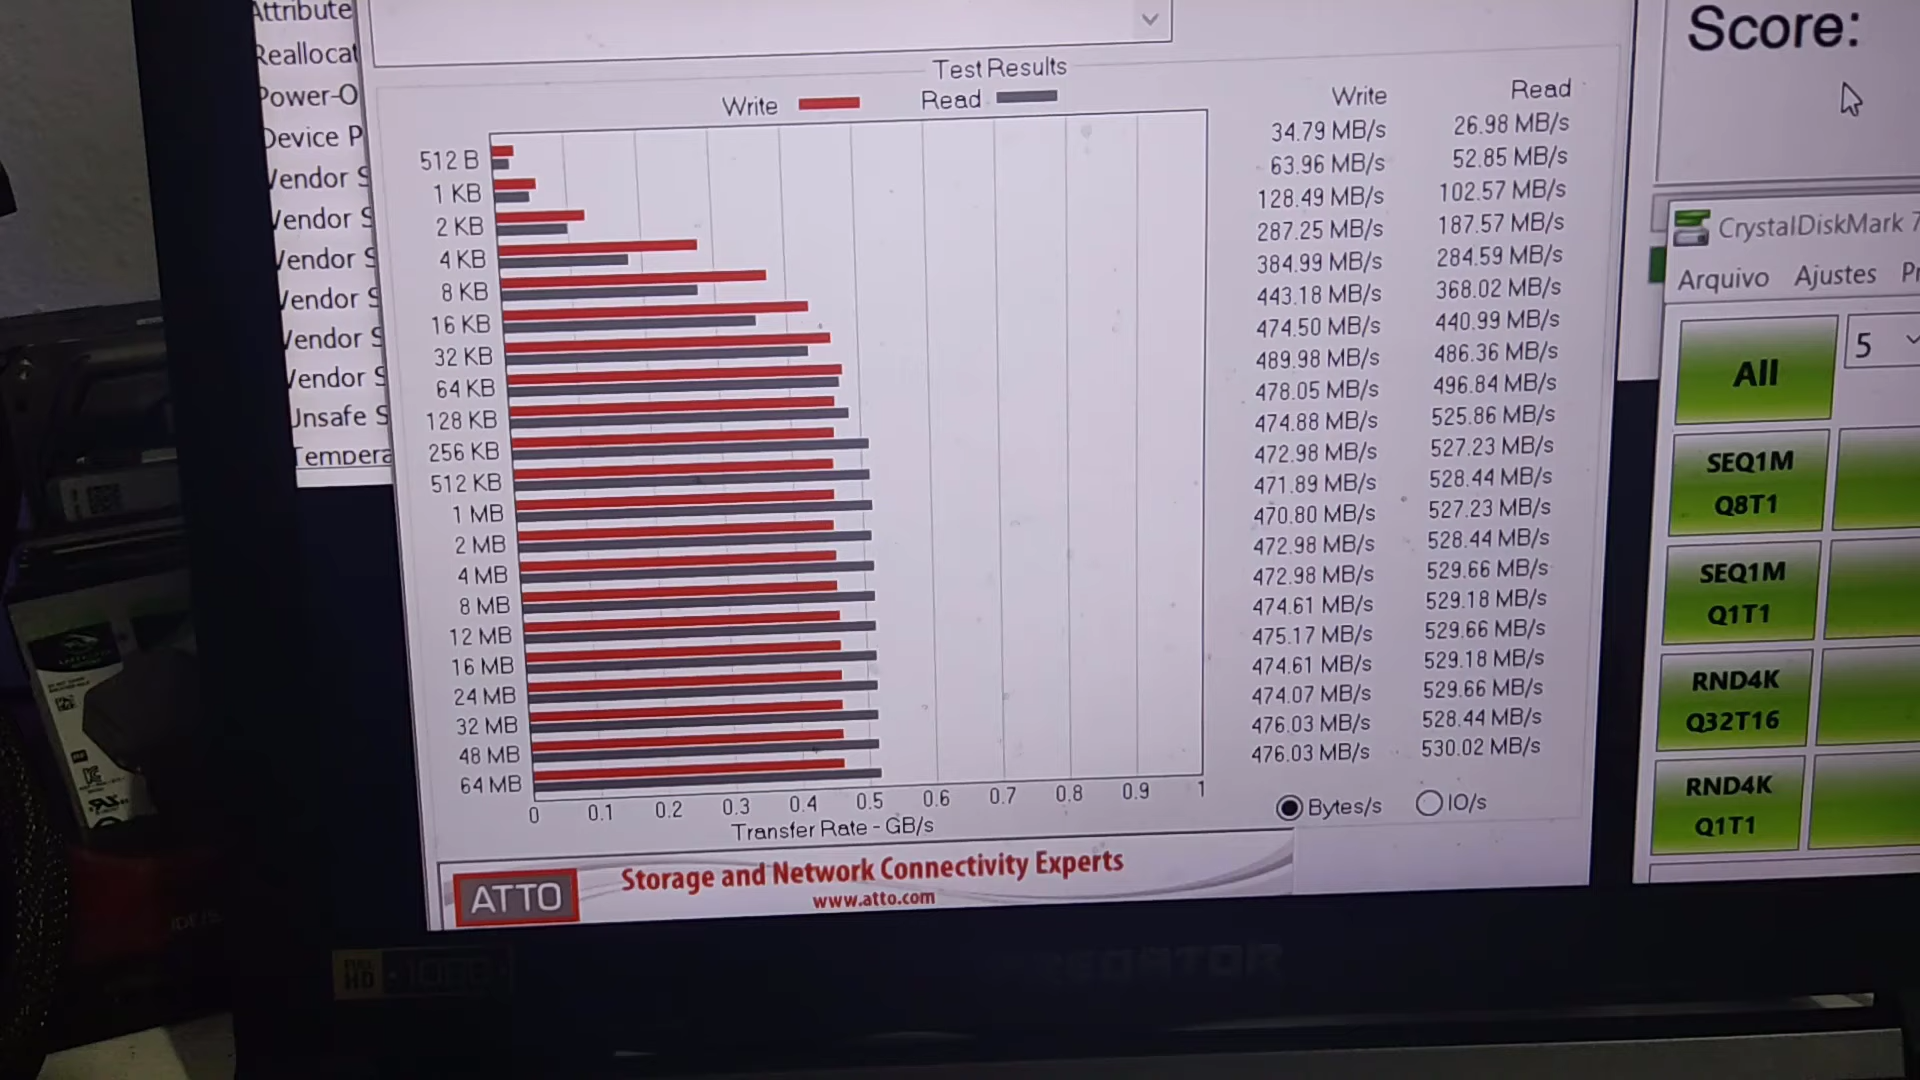 Attribute
Reallocat
Power-O
Device P
Vendor S
Vendor S
Vendor S
Vendor S
Vendor S
Vendor S
Unsafe S
Tempera
Test Results
Write Read
Write Read
512 B 34.79 MB/s 26.98 MB/s
1 KB 63.96 MB/s 52.85 MB/s
2 KB 128.49 MB/s 102.57 MB/s
4 KB 287.25 MB/s 187.57 MB/s
8 KB 384.99 MB/s 284.59 MB/s
16 KB 443.18 MB/s 368.02 MB/s
32 KB 474.50 MB/s 440.99 MB/s
64 KB 489.98 MB/s 486.36 MB/s
128 KB 478.05 MB/s 496.84 MB/s
256 KB 474.88 MB/s 525.86 MB/s
512 KB 472.98 MB/s 527.23 MB/s
1 MB 471.89 MB/s 528.44 MB/s
2 MB 470.80 MB/s 527.23 MB/s
4 MB 472.98 MB/s 528.44 MB/s
8 MB 472.98 MB/s 529.66 MB/s
12 MB 474.61 MB/s 529.18 MB/s
16 MB 475.17 MB/s 529.66 MB/s
24 MB 474.61 MB/s 529.18 MB/s
32 MB 474.07 MB/s 529.66 MB/s
48 MB 476.03 MB/s 528.44 MB/s
64 MB 476.03 MB/s 530.02 MB/s
0 0.1 0.2 0.3 0.4 0.5 0.6 0.7 0.8 0.9 1
Transfer Rate - GB/s
Bytes/s IO/s
ATTO
Storage and Network Connectivity Experts
www.atto.com
Score:
CrystalDiskMark 7
Arquivo Ajustes Pr
All
5
SEQ1M
Q8T1
SEQ1M
Q1T1
RND4K
Q32T16
RND4K
Q1T1
FULL
HD
1080
PREDATOR